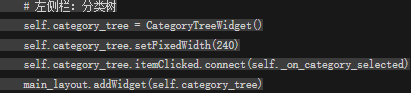 # 左侧栏：分类树
self.category_tree = CategoryTreeWidget()
self.category_tree.setFixedWidth(240)
self.category_tree.itemClicked.connect(self._on_category_selected)
main_layout.addWidget(self.category_tree)